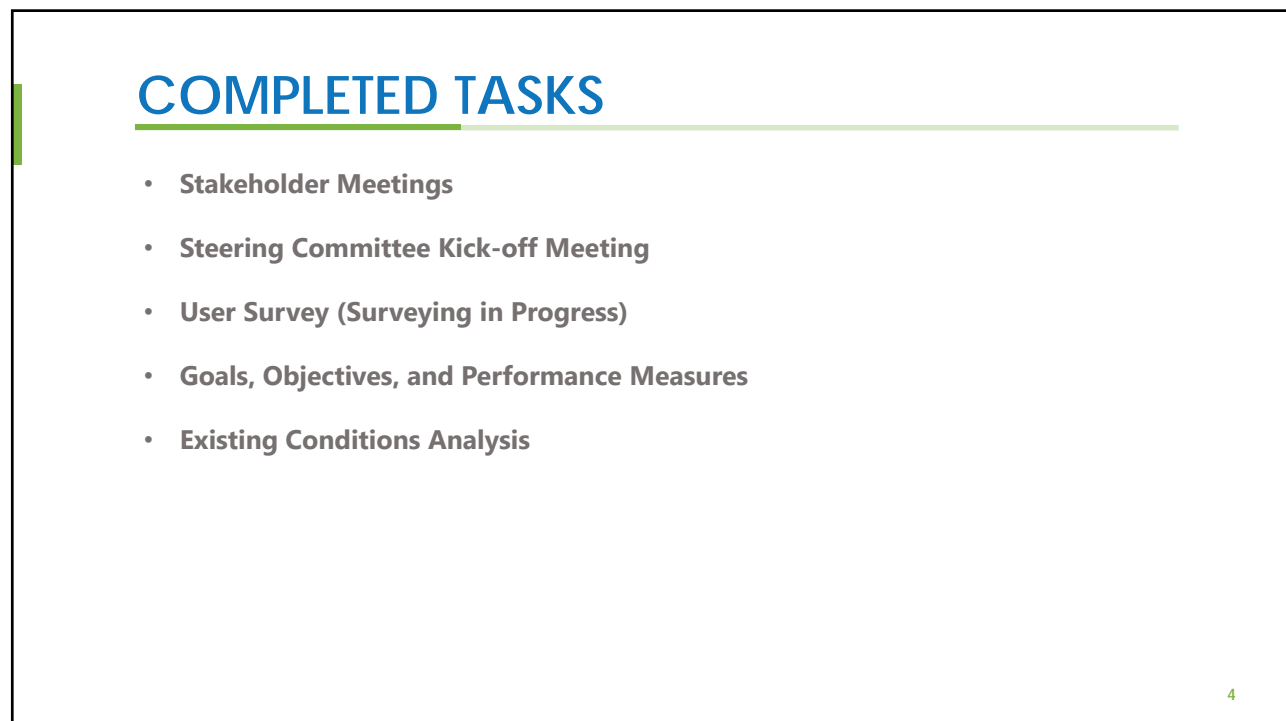 COMPLETED TASKS
• Stakeholder Meetings
• Steering Committee Kick-off Meeting
• User Survey (Surveying in Progress)
• Goals, Objectives, and Performance Measures
• Existing Conditions Analysis
4